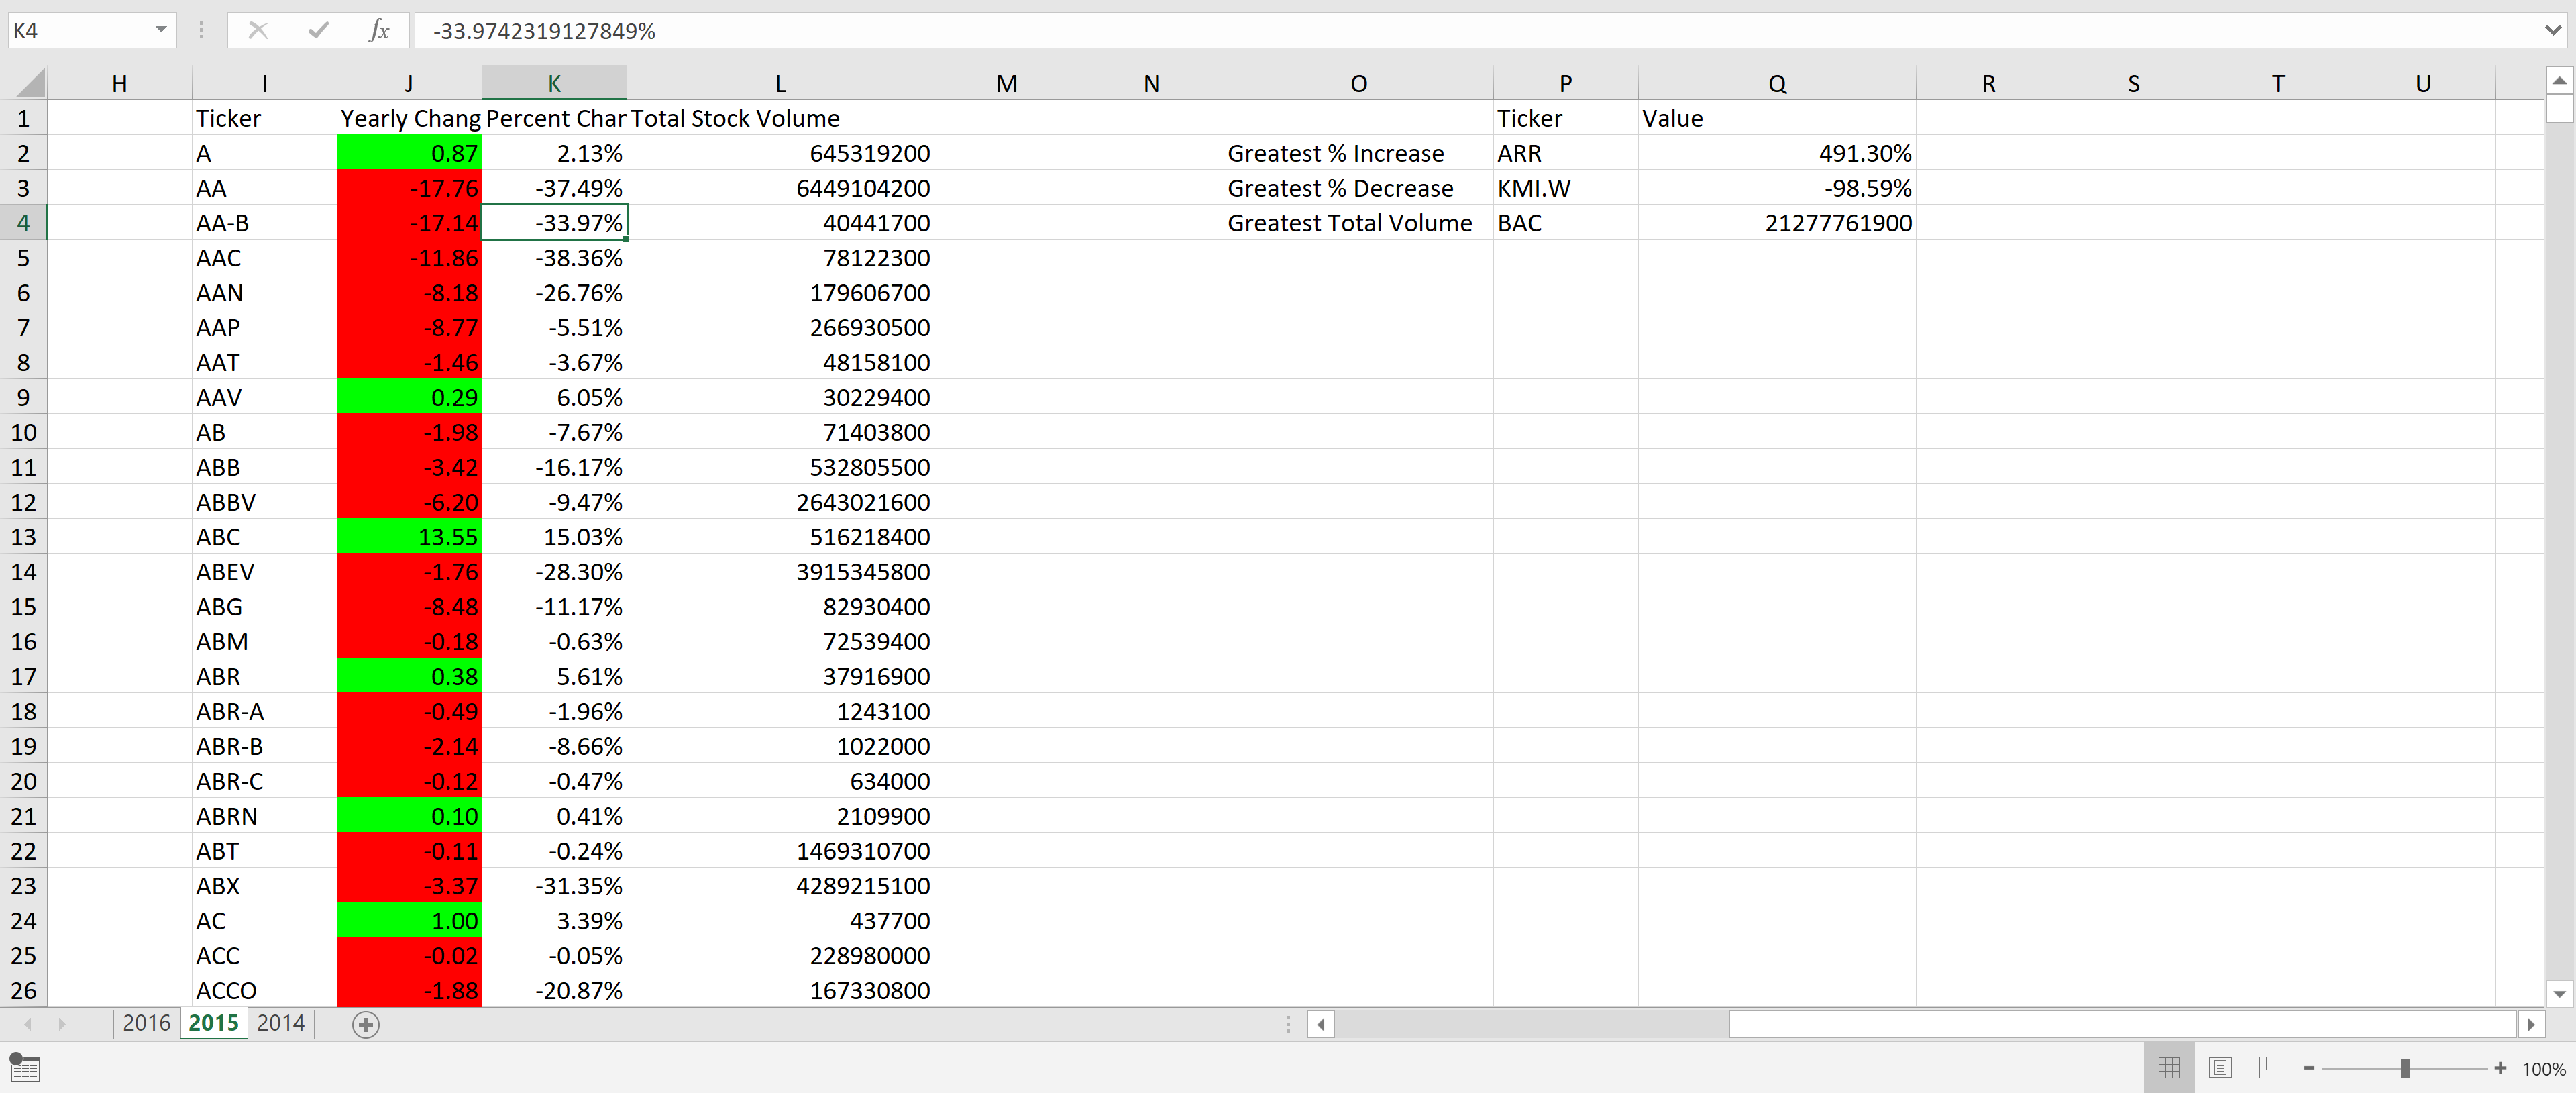 K4 fx -33.9742319127849%
H I J K L M N O P Q R S T U
1 Ticker Yearly Chang Percent Char Total Stock Volume Ticker Value
2 A 0.87 2.13% 645319200 Greatest % Increase ARR 491.30%
3 AA -17.76 -37.49% 6449104200 Greatest % Decrease KMI.W -98.59%
4 AA-B -17.14 -33.97% 40441700 Greatest Total Volume BAC 21277761900
5 AAC -11.86 -38.36% 78122300
6 AAN -8.18 -26.76% 179606700
7 AAP -8.77 -5.51% 266930500
8 AAT -1.46 -3.67% 48158100
9 AAV 0.29 6.05% 30229400
10 AB -1.98 -7.67% 71403800
11 ABB -3.42 -16.17% 532805500
12 ABBV -6.20 -9.47% 2643021600
13 ABC 13.55 15.03% 516218400
14 ABEV -1.76 -28.30% 3915345800
15 ABG -8.48 -11.17% 82930400
16 ABM -0.18 -0.63% 72539400
17 ABR 0.38 5.61% 37916900
18 ABR-A -0.49 -1.96% 1243100
19 ABR-B -2.14 -8.66% 1022000
20 ABR-C -0.12 -0.47% 634000
21 ABRN 0.10 0.41% 2109900
22 ABT -0.11 -0.24% 1469310700
23 ABX -3.37 -31.35% 4289215100
24 AC 1.00 3.39% 437700
25 ACC -0.02 -0.05% 228980000
26 ACCO -1.88 -20.87% 167330800
2016 2015 2014
100%